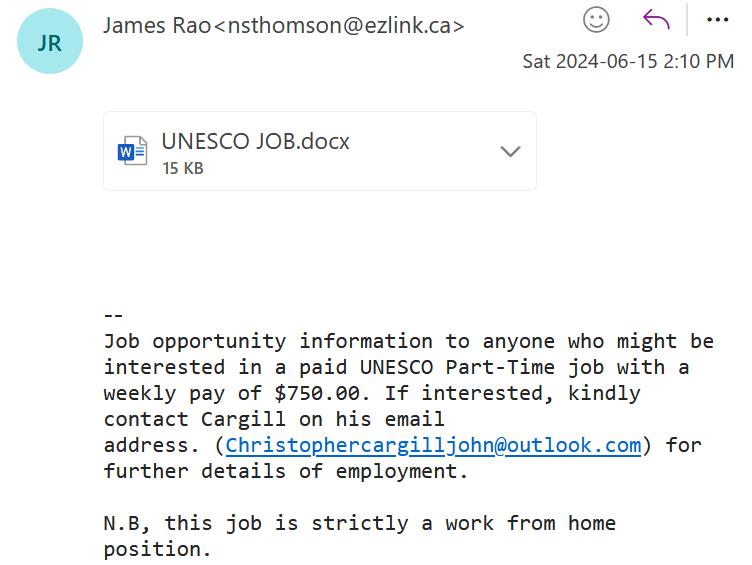 JR
James Rao<nsthomson@ezlink.ca>
Sat 2024-06-15 2:10 PM
W
UNESCO JOB.docx
15 KB
--
Job opportunity information to anyone who might be
interested in a paid UNESCO Part-Time job with a
weekly pay of $750.00. If interested, kindly
contact Cargill on his email
address. (Christophercargilljohn@outlook.com) for
further details of employment.
N.B, this job is strictly a work from home
position.